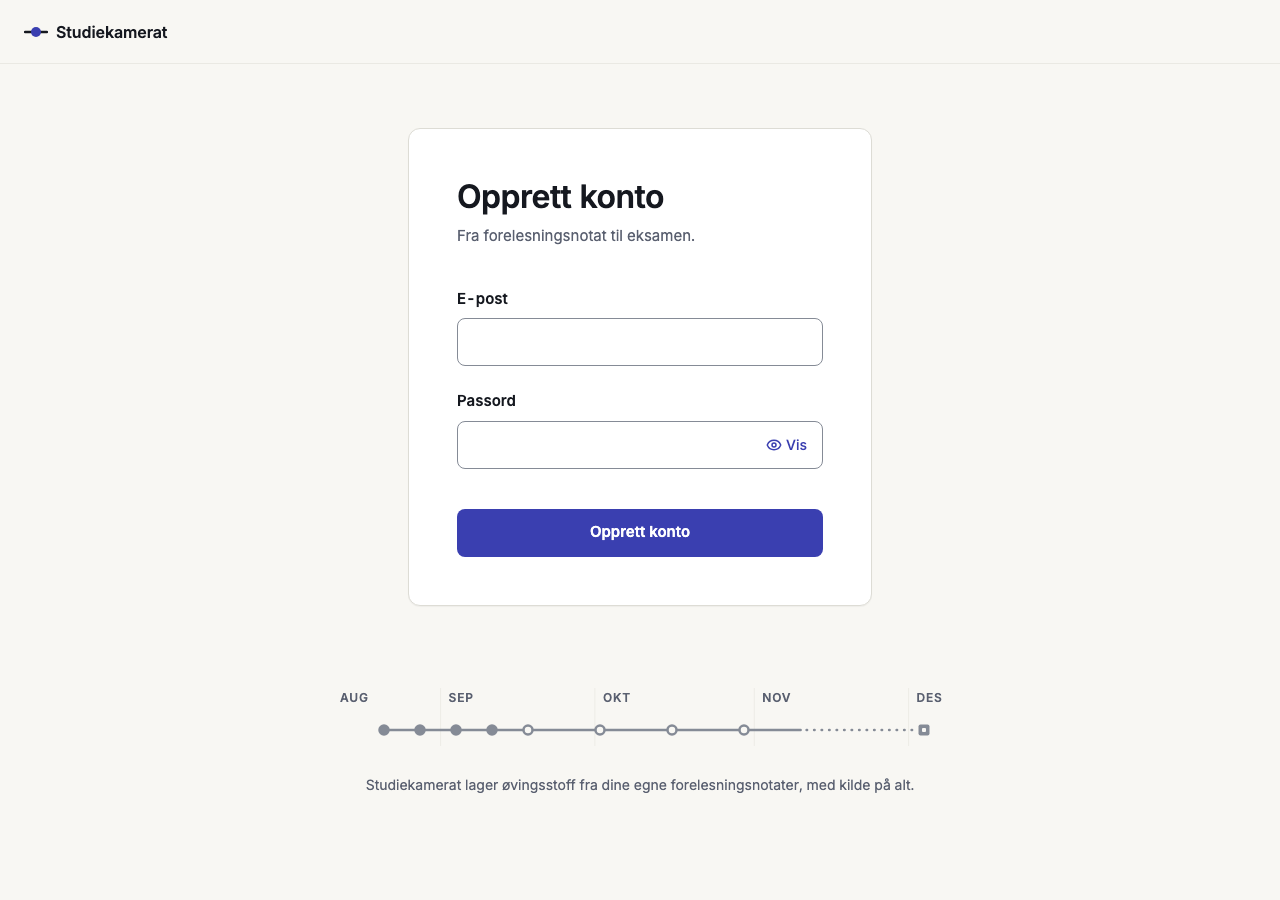 Studiekamerat
Opprett konto
Fra forelesningsnotat til eksamen.
E-post
Passord
Vis
Opprett konto
AUG SEP OKT NOV DES
Studiekamerat lager øvingsstoff fra dine egne forelesningsnotater, med kilde på alt.